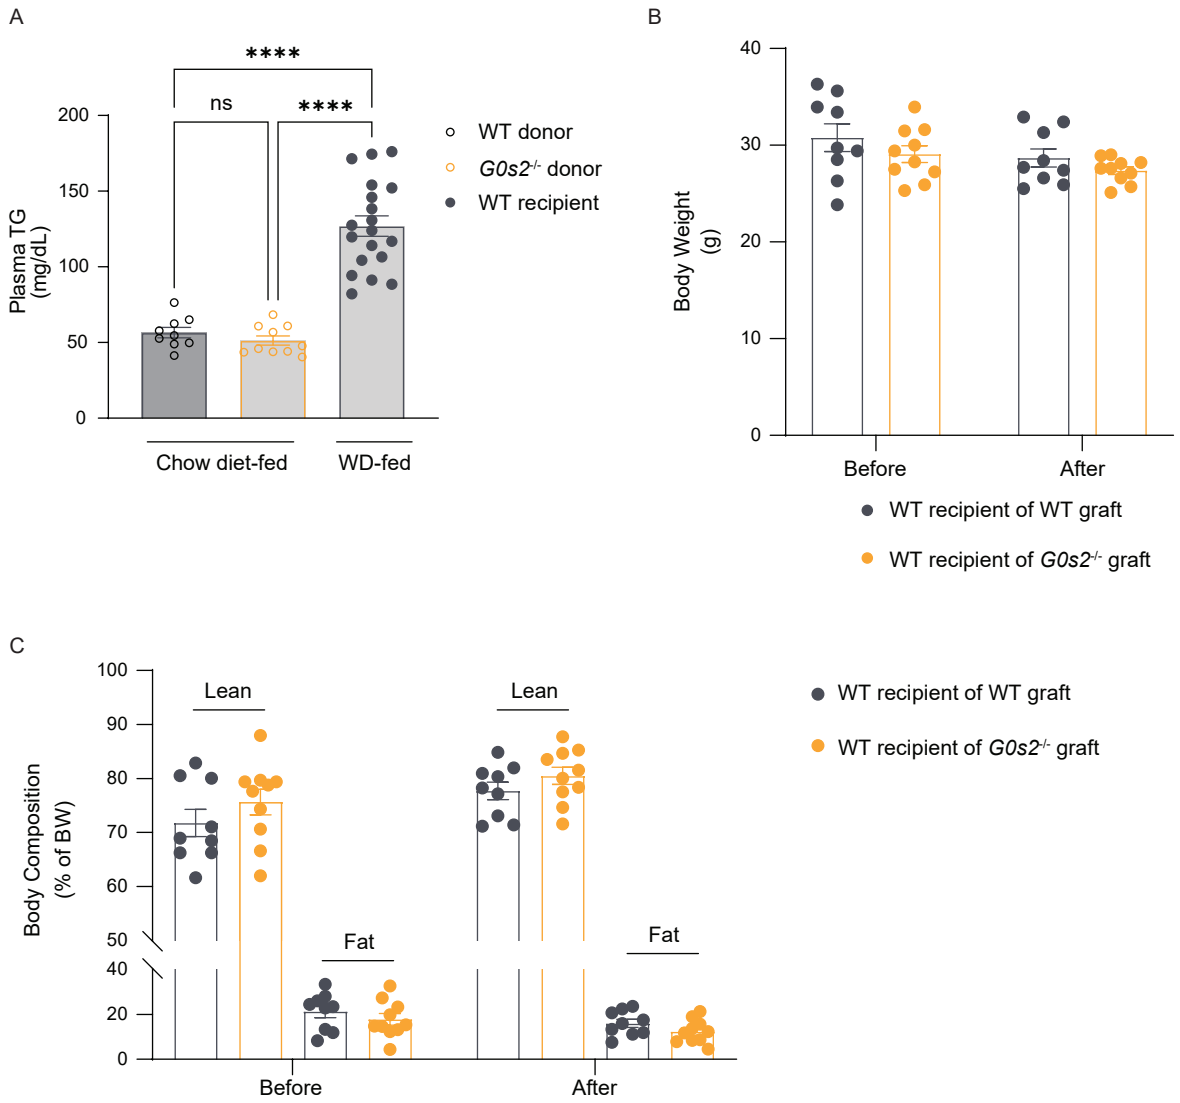 A
****
ns
****
200
150
100
50
0
Plasma TG
(mg/dL)
WT donor
G0s2-/- donor
WT recipient
Chow diet-fed
WD-fed
B
40
30
20
10
0
Body Weight
(g)
Before
After
WT recipient of WT graft
WT recipient of G0s2-/- graft
C
100
90
80
70
60
50
40
20
0
Body Composition
(% of BW)
Lean
Fat
Lean
Fat
Before
After
WT recipient of WT graft
WT recipient of G0s2-/- graft